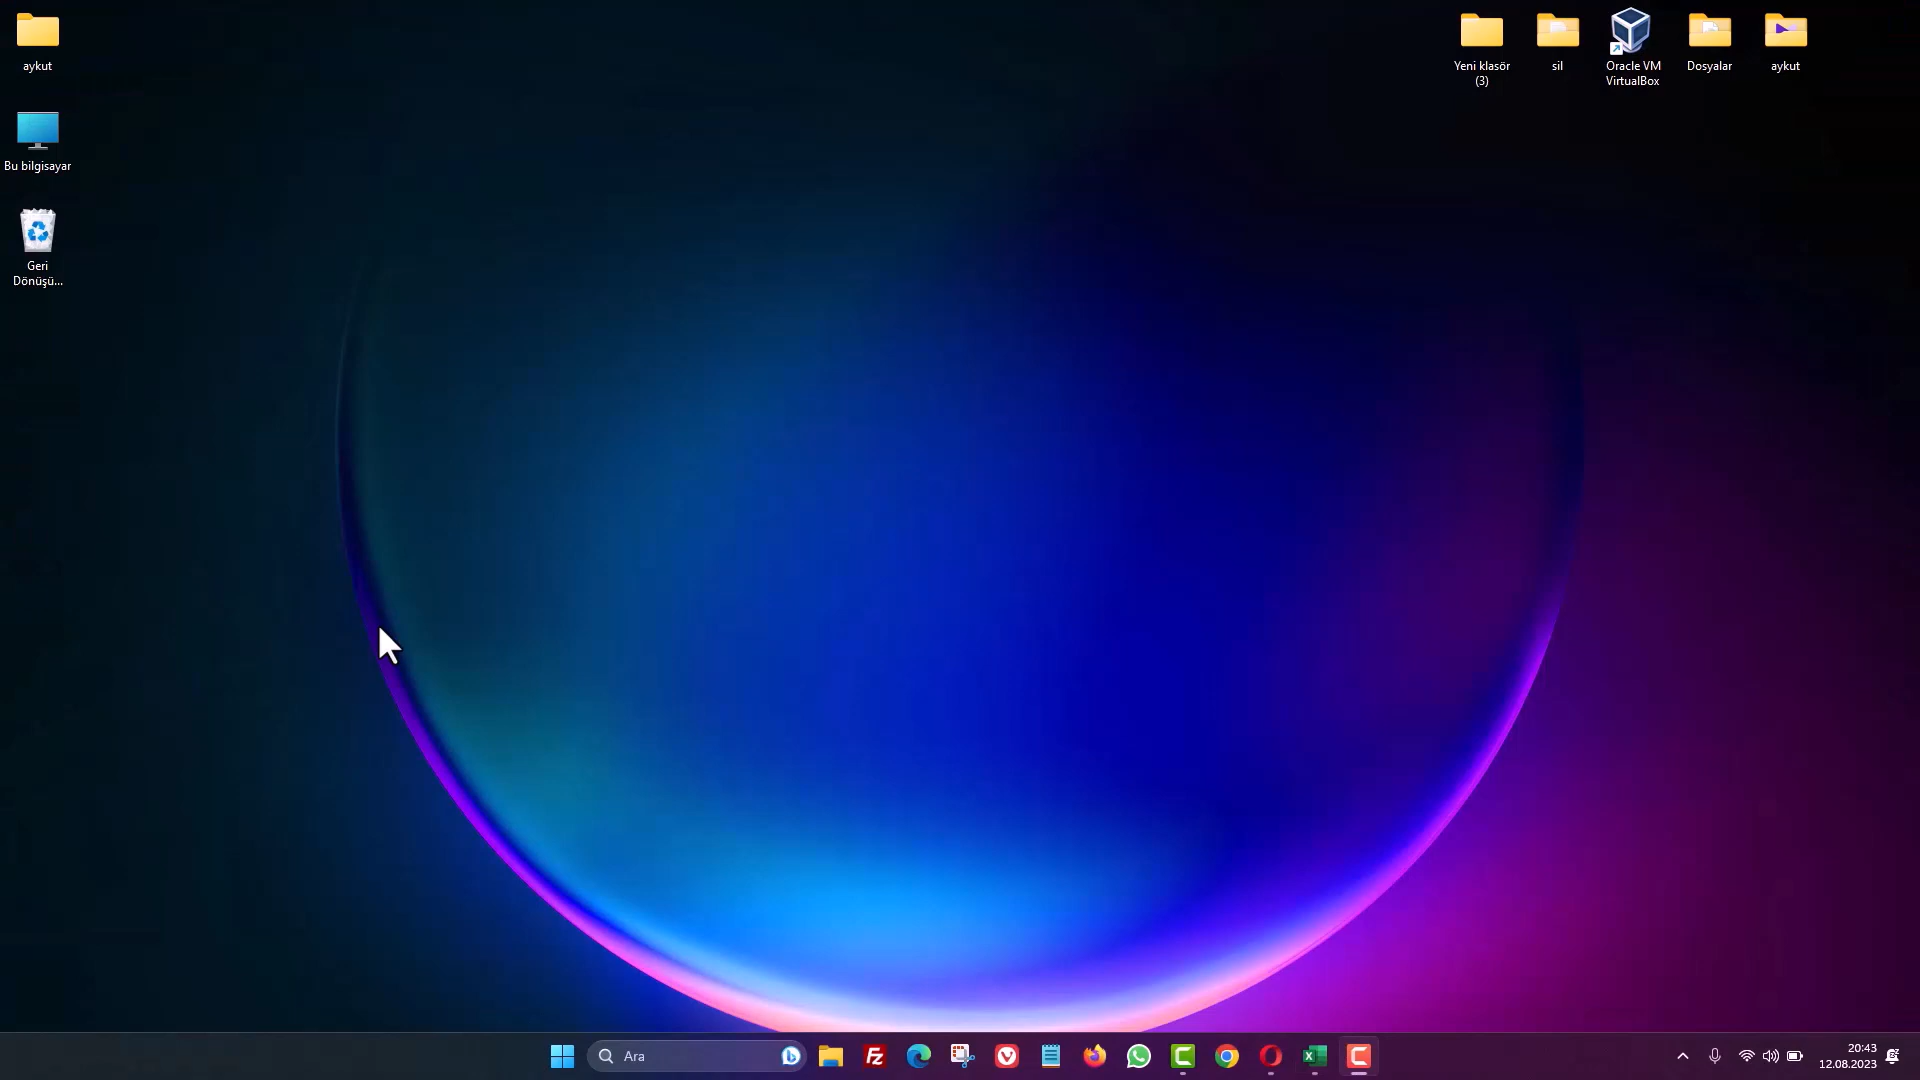 aykut
Bu bilgisayar
Geri
Dönüşü...
Yeni klasör
(3)
sil
Oracle VM
VirtualBox
Dosyalar
aykut
Ara
20:43
12.08.2023